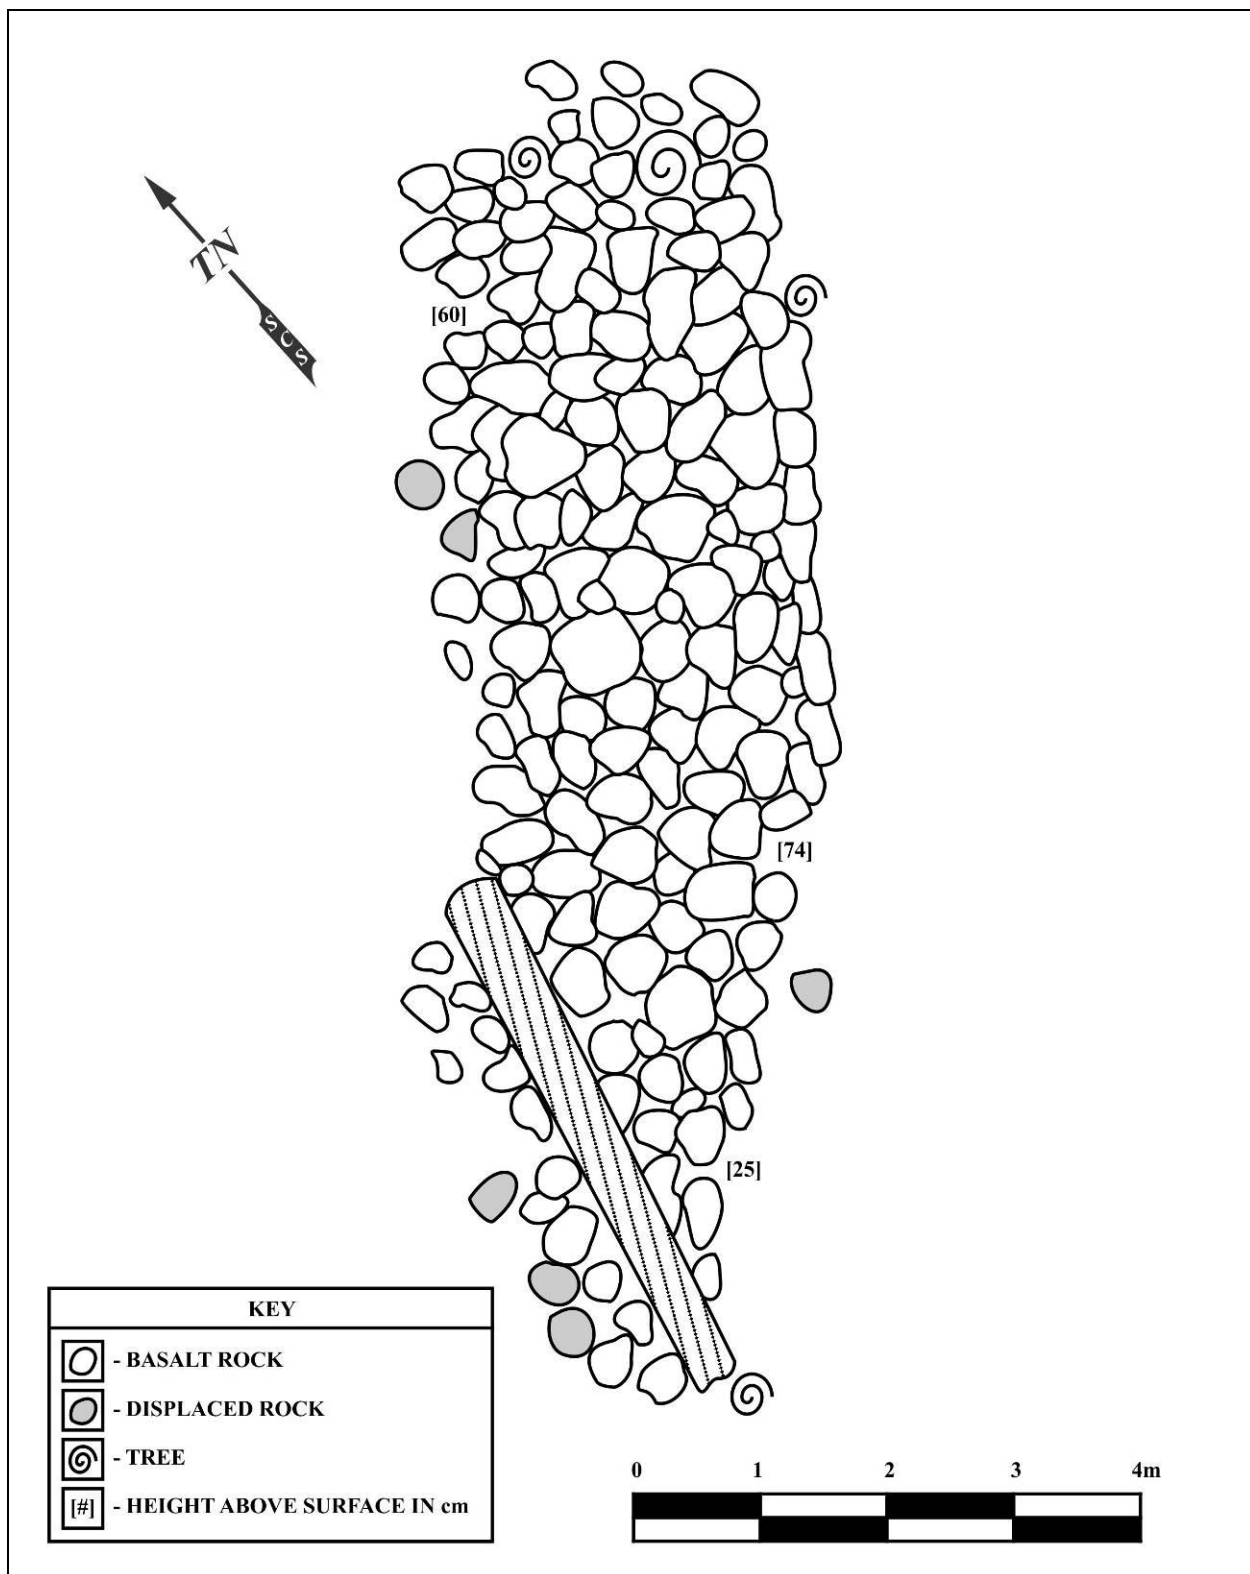 TN
SCS
[60]
[74]
[25]
KEY
- BASALT ROCK
- DISPLACED ROCK
- TREE
[#] - HEIGHT ABOVE SURFACE IN cm
0 1 2 3 4m